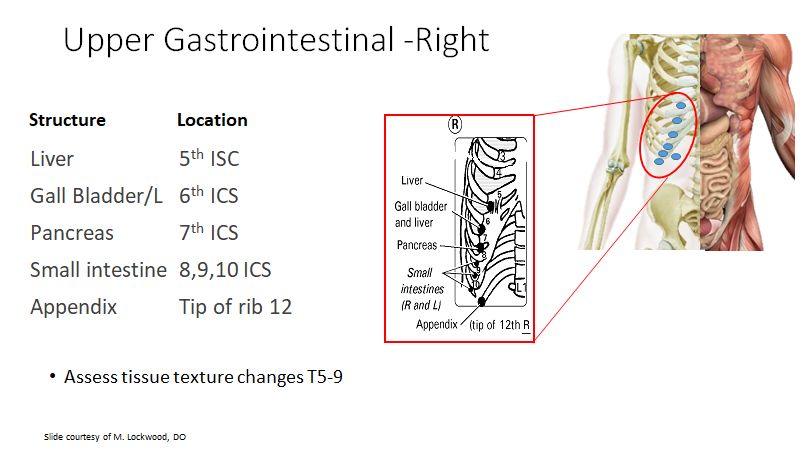 Upper Gastrointestinal -Right
Structure Location
Liver 5th ISC
Gall Bladder/L 6th ICS
Pancreas 7th ICS
Small intestine 8,9,10 ICS
Appendix Tip of rib 12
• Assess tissue texture changes T5-9
Slide courtesy of M. Lockwood, DO
R
3
4
Liver
5
Gall bladder
and liver
6
7
Pancreas
8
Small
intestines
(R and L)
9
L1
Appendix (tip of 12th R